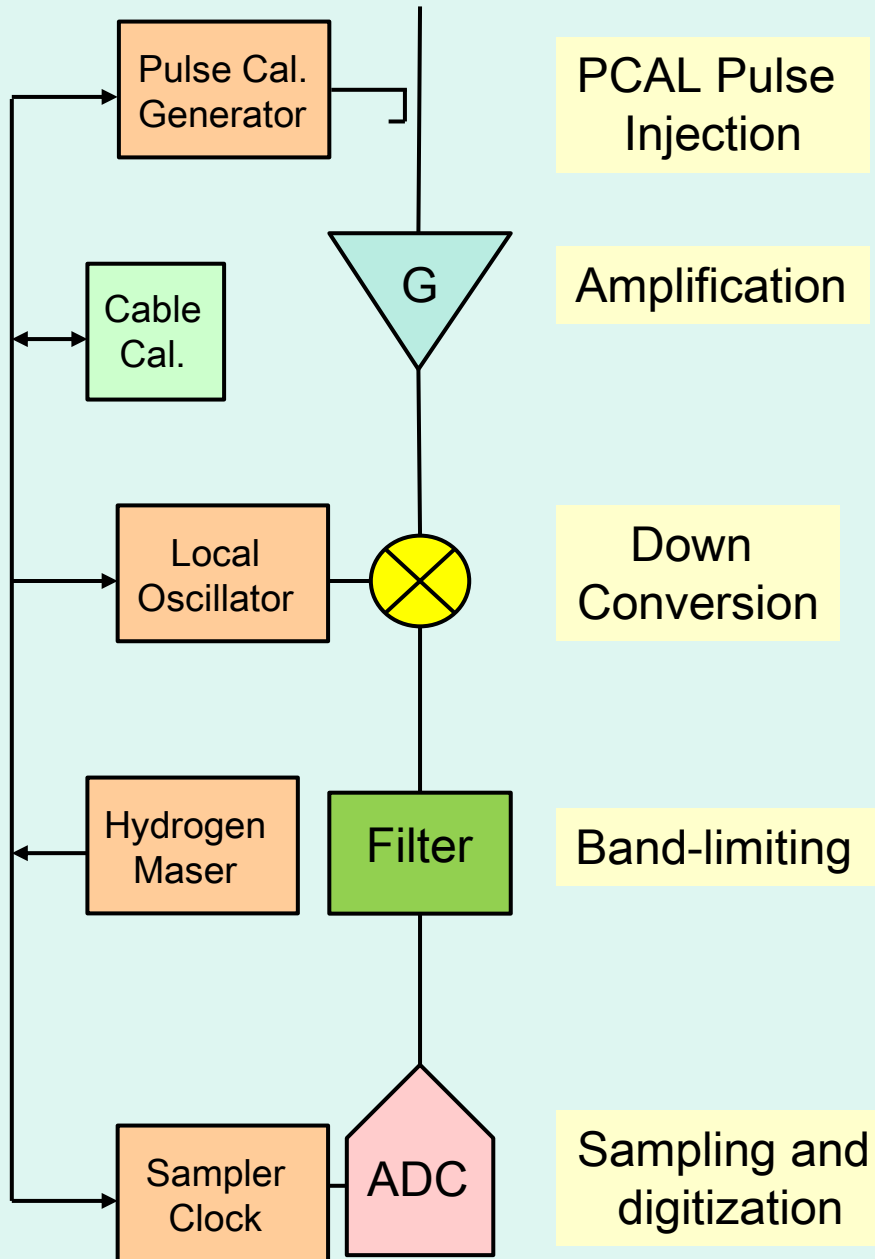 Pulse Cal.
Generator
PCAL Pulse
Injection
G
Amplification
Cable
Cal.
Local
Oscillator
Down
Conversion
Hydrogen
Maser
Filter
Band-limiting
Sampler
Clock
ADC
Sampling and
digitization